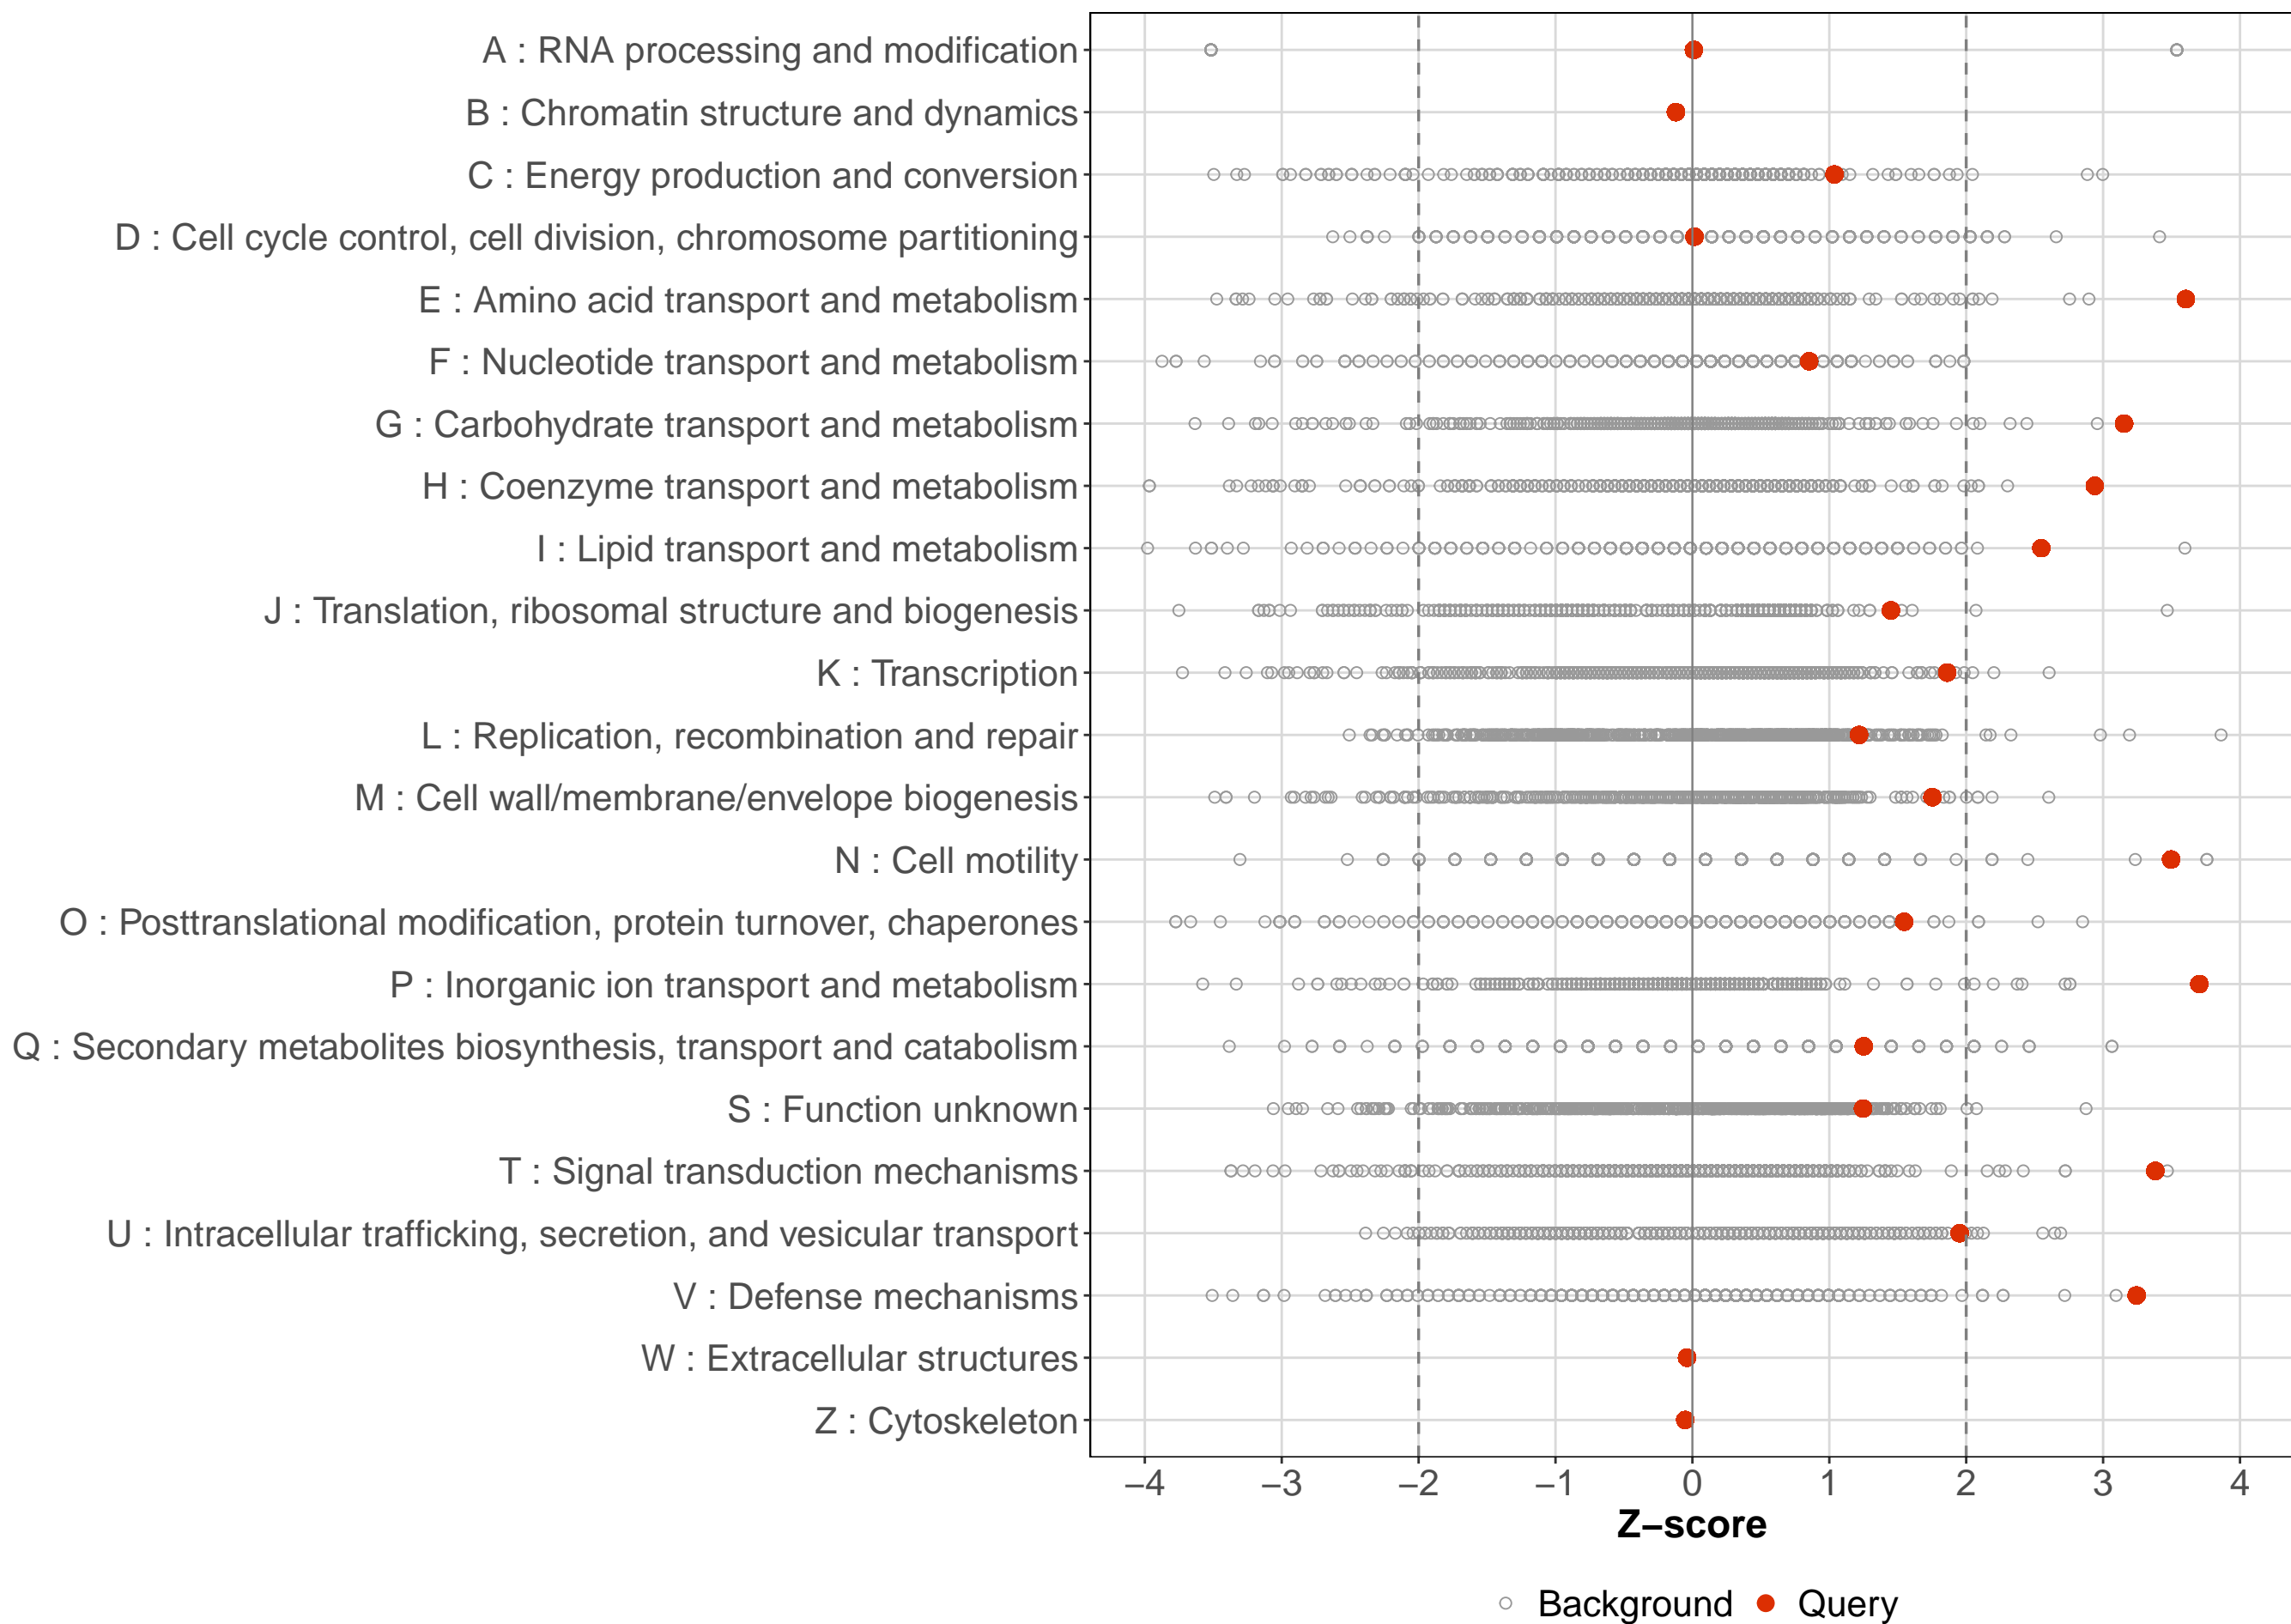 A : RNA processing and modification
B : Chromatin structure and dynamics
C : Energy production and conversion
D : Cell cycle control, cell division, chromosome partitioning
E : Amino acid transport and metabolism
F : Nucleotide transport and metabolism
G : Carbohydrate transport and metabolism
H : Coenzyme transport and metabolism
I : Lipid transport and metabolism
J : Translation, ribosomal structure and biogenesis
K : Transcription
L : Replication, recombination and repair
M : Cell wall/membrane/envelope biogenesis
N : Cell motility
O : Posttranslational modification, protein turnover, chaperones
P : Inorganic ion transport and metabolism
Q : Secondary metabolites biosynthesis, transport and catabolism
S : Function unknown
T : Signal transduction mechanisms
U : Intracellular trafficking, secretion, and vesicular transport
V : Defense mechanisms
W : Extracellular structures
Z : Cytoskeleton
−4 −3 −2 −1 0 1 2 3 4
Z−score
Background Query